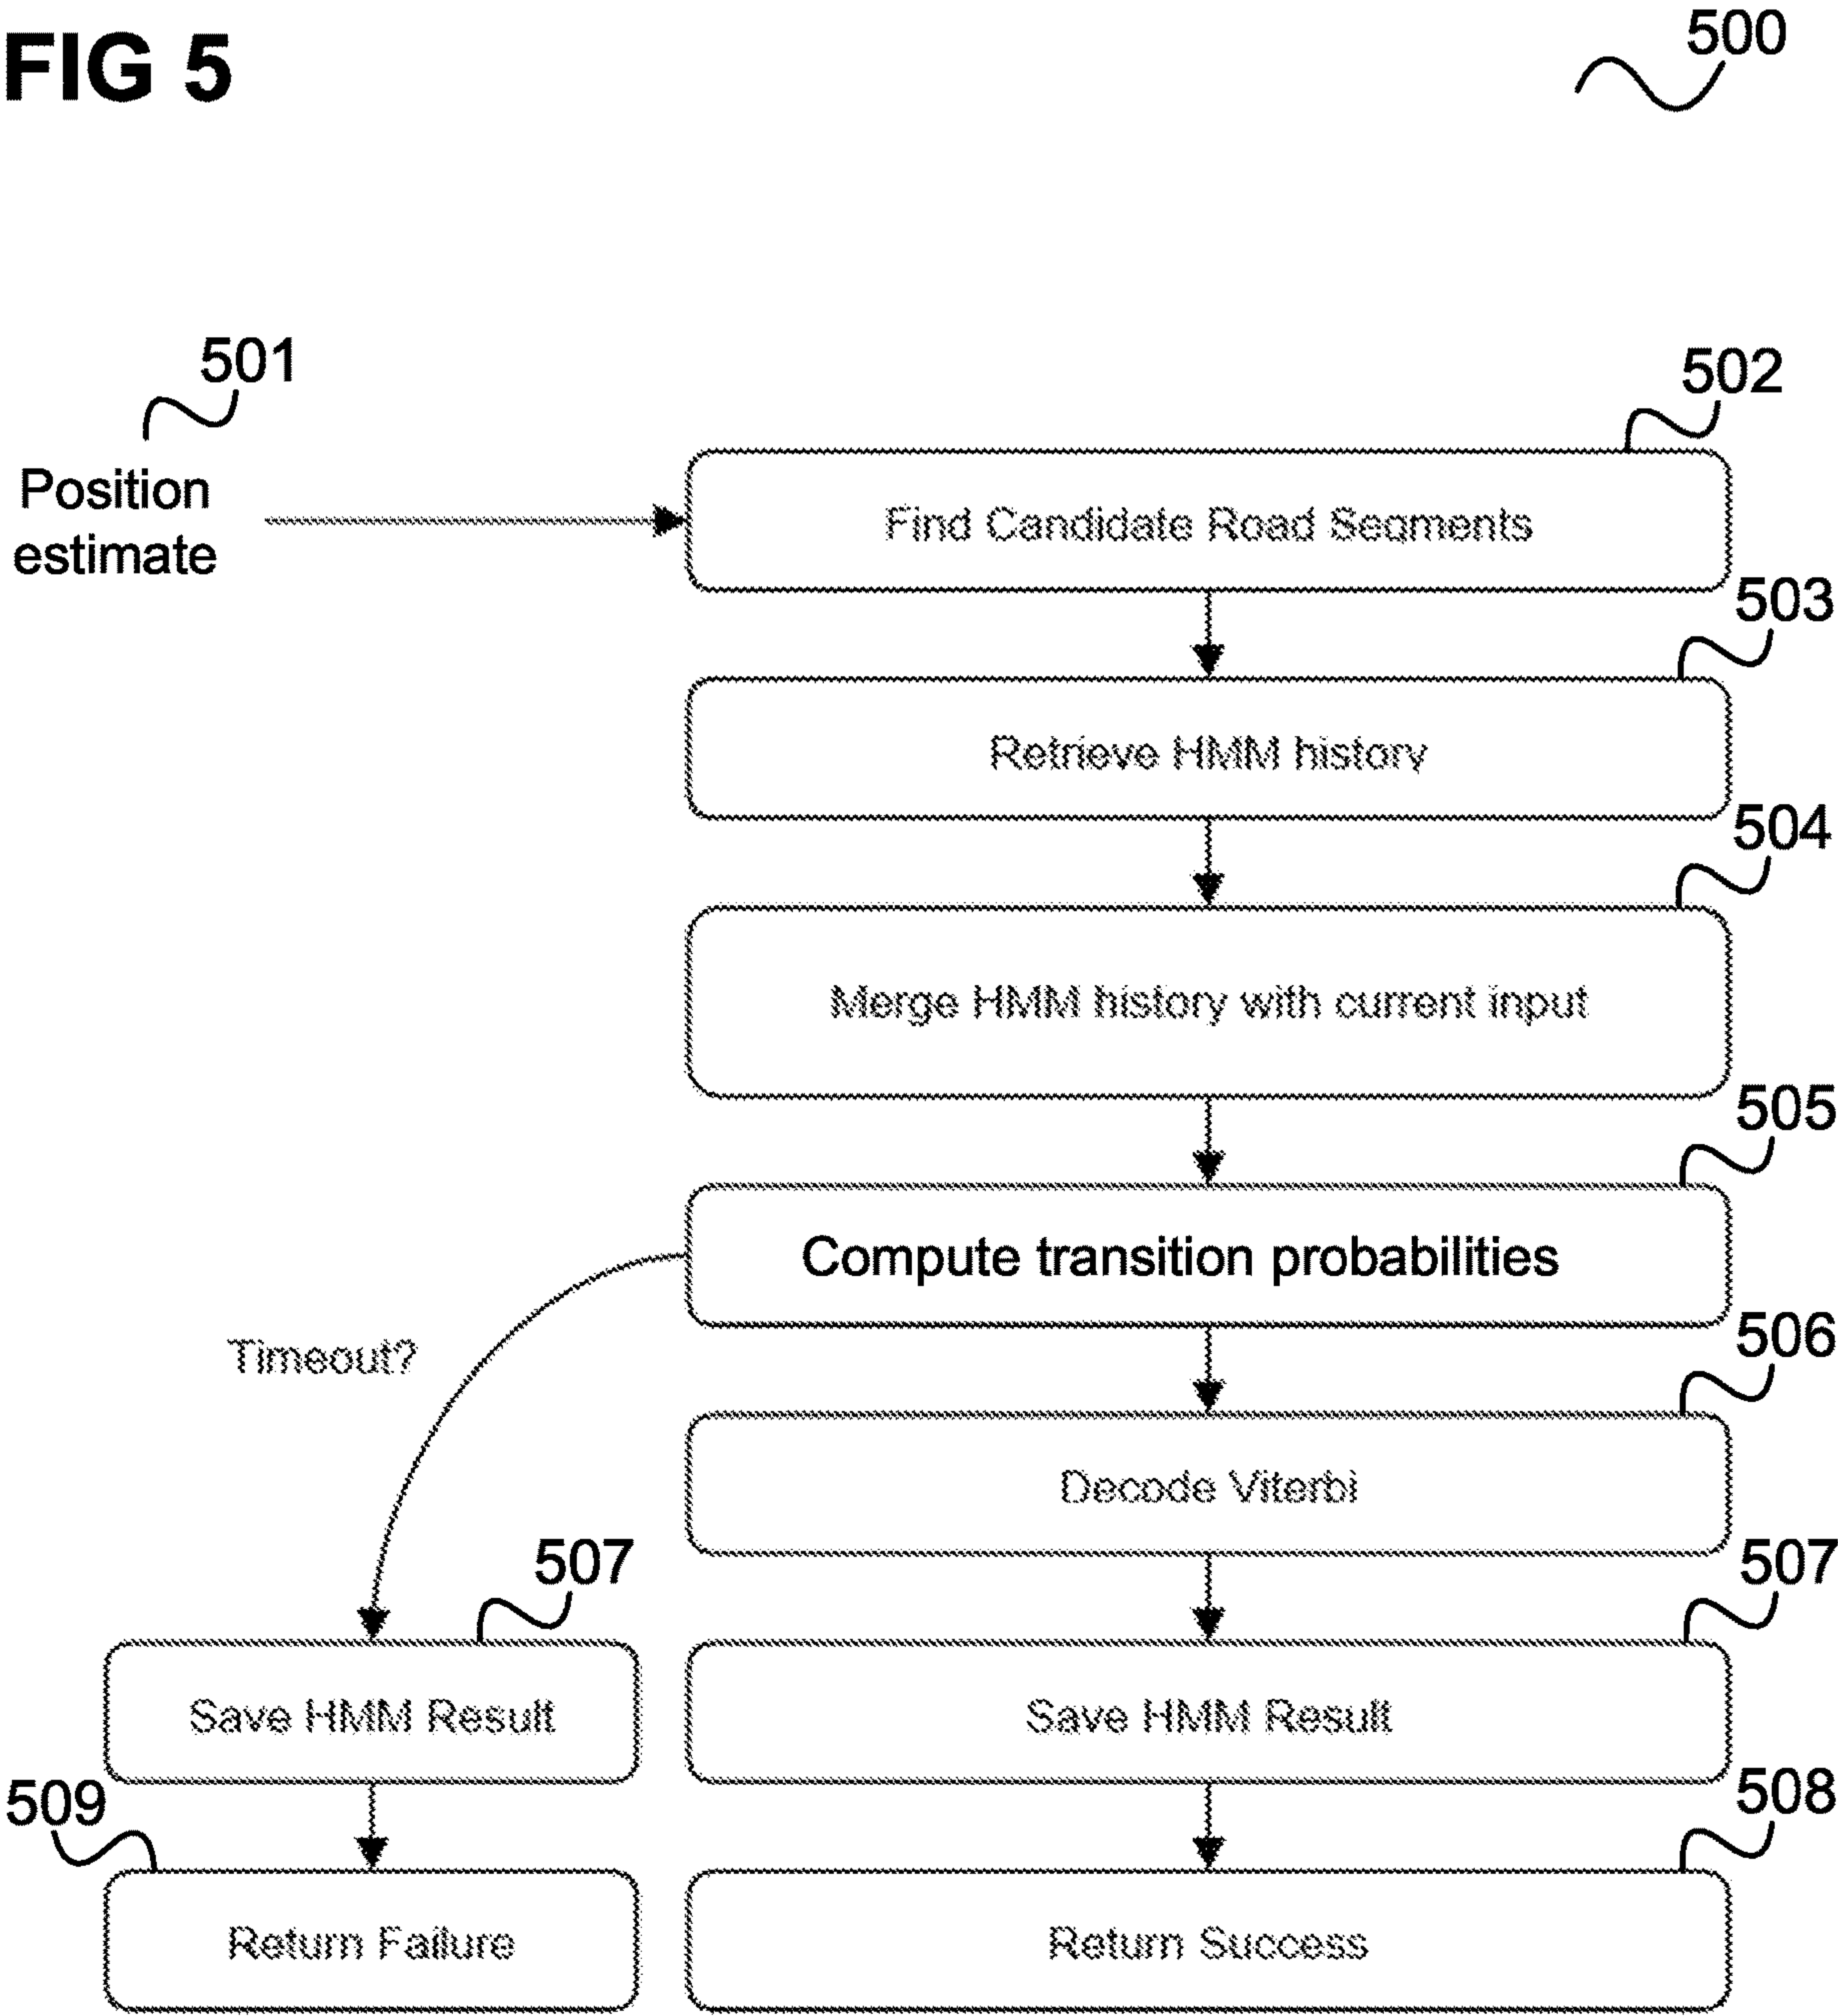 FIG 5
500
501
Position
estimate
502
Find Candidate Road Segments
503
Retrieve HMM history
504
Merge HMM history with current input
505
Compute transition probabilities
Timeout?
506
Decode Viterbi
507
Save HMM Result
507
Save HMM Result
509
Return Failure
508
Return Success